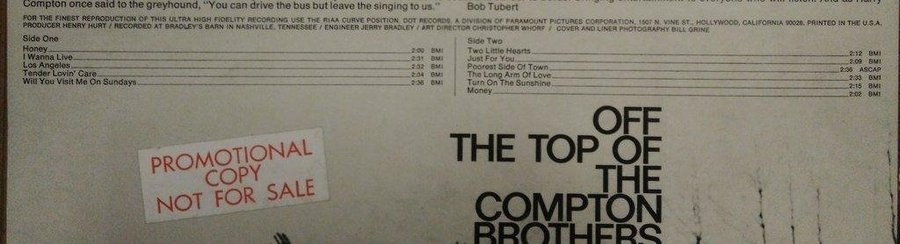 Compton once said to the greyhound, "You can drive the bus but leave the singing to us."
Bob Tubert
FOR THE FINEST REPRODUCTION OF THIS ULTRA HIGH FIDELITY RECORDING USE THE RIAA CURVE POSITION. DOT RECORDS, A DIVISION OF PARAMOUNT PICTURES CORPORATION, 1507 N. VINE ST., HOLLYWOOD, CALIFORNIA 90028, PRINTED IN THE U.S.A.
PRODUCER HENRY HURT / RECORDED AT BRADLEY'S BARN IN NASHVILLE, TENNESSEE / ENGINEER JERRY BRADLEY / ART DIRECTOR CHRISTOPHER WHORF / COVER AND LINER PHOTOGRAPHY BILL GRINE
Side One
Honey 2:00 BMI
I Wanna Live 2:31 BMI
Los Angeles 2:32 BMI
Tender Lovin' Care 2:34 BMI
Will You Visit Me On Sundays 2:36 BMI
Side Two
Two Little Hearts 2:12 BMI
Just For You 2:09 BMI
Poorest Side Of Town 2:36 ASCAP
The Long Arm Of Love 2:33 BMI
Turn On The Sunshine 2:15 BMI
Money 2:02 BMI
PROMOTIONAL
COPY
NOT FOR SALE
OFF
THE TOP OF
THE
COMPTON
BROTHERS